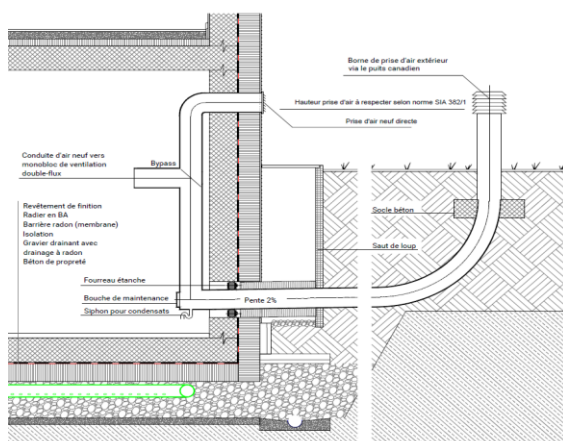 Borne de prise d'air extérieur
via le puits canadien
Hauteur prise d'air à respecter selon norme SIA 382/1
Prise d'air neuf directe
Conduite d'air neuf vers
monobloc de ventilation
double-flux
Bypass
Revêtement de finition
Radier en BA
Barrière radon (membrane)
Isolation
Gravier drainant avec
drainage à radon
Béton de propreté
Socle béton
Saut de loup
Fourreau étanche
Bouche de maintenance
Pente 2%
Siphon pour condensats